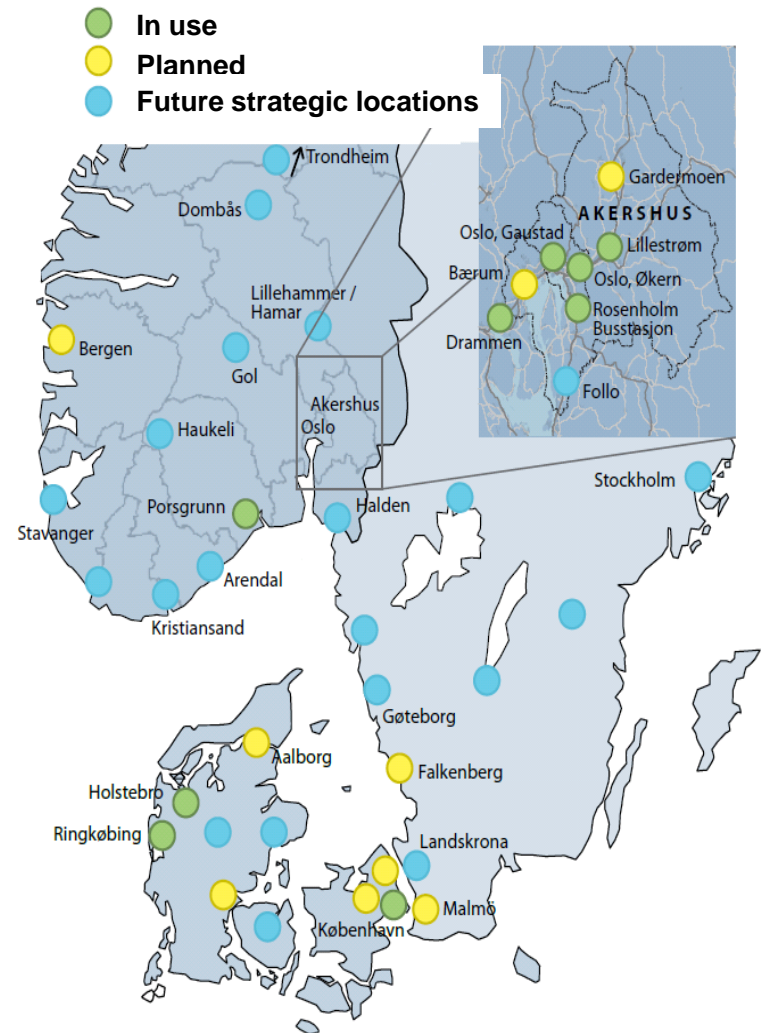 In use
Planned
Future strategic locations
Trondheim
Dombås
Lillehammer /
Hamar
Bergen
Gol
Akershus
Oslo
Haukeli
Porsgrunn
Halden
Stavanger
Arendal
Kristiansand
Gardermoen
AKERSHUS
Oslo, Gaustad
Lillestrøm
Bærum
Oslo, Økern
Rosenholm
Busstasjon
Drammen
Follo
Stockholm
Gøteborg
Aalborg
Falkenberg
Holstebro
Ringkøbing
Landskrona
København
Malmö